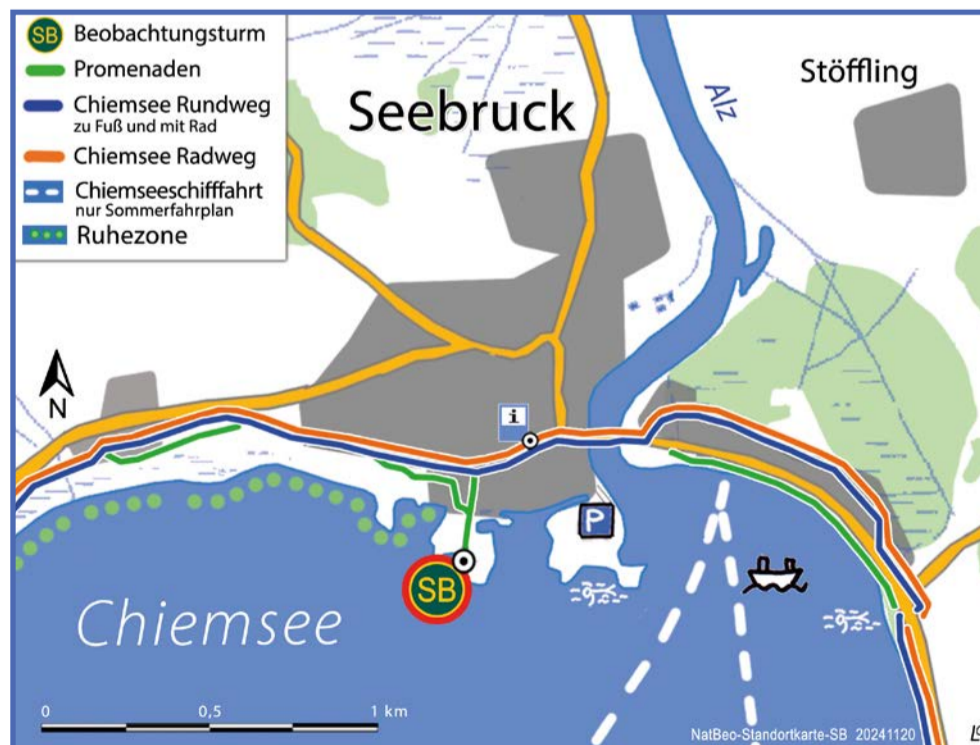 SB Beobachtungsturm
Promenaden
Chiemsee Rundweg
zu Fuß und mit Rad
Chiemsee Radweg
Chiemseeschifffahrt
nur Sommerfahrplan
Ruhezone
Seebruck
Alz
Stöffling
N
i
P
SB
Chiemsee
0 0,5 1 km
NatBeo-Standortkarte-SB 20241120